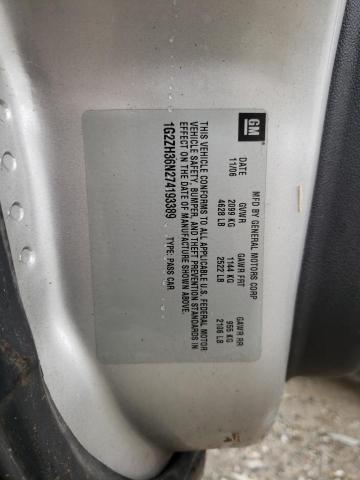 GM
MFD BY GENERAL MOTORS CORP
DATE GVWR GAWR FRT GAWR RR
11/06 2099 KG 1144 KG 955 KG
4628 LB 2522 LB 2106 LB
THIS VEHICLE CONFORMS TO ALL APPLICABLE U.S. FEDERAL MOTOR
VEHICLE SAFETY, BUMPER, AND THEFT PREVENTION STANDARDS IN
EFFECT ON THE DATE OF MANUFACTURE SHOWN ABOVE.
1G2ZH36N274193389 TYPE: PASS CAR